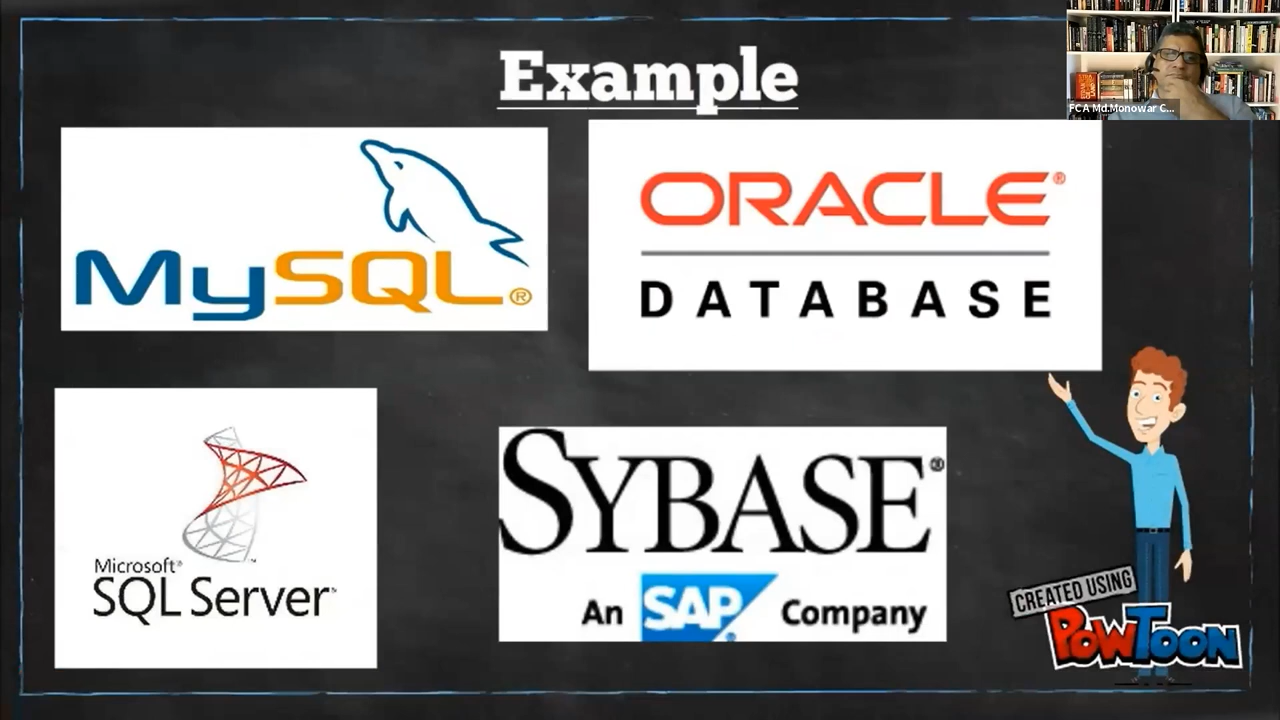 Example
FCA Md.Monowar C...
MySQL®
ORACLE®
DATABASE
Microsoft®
SQL Server
SYBASE®
An SAP® Company
CREATED USING
POWTOON